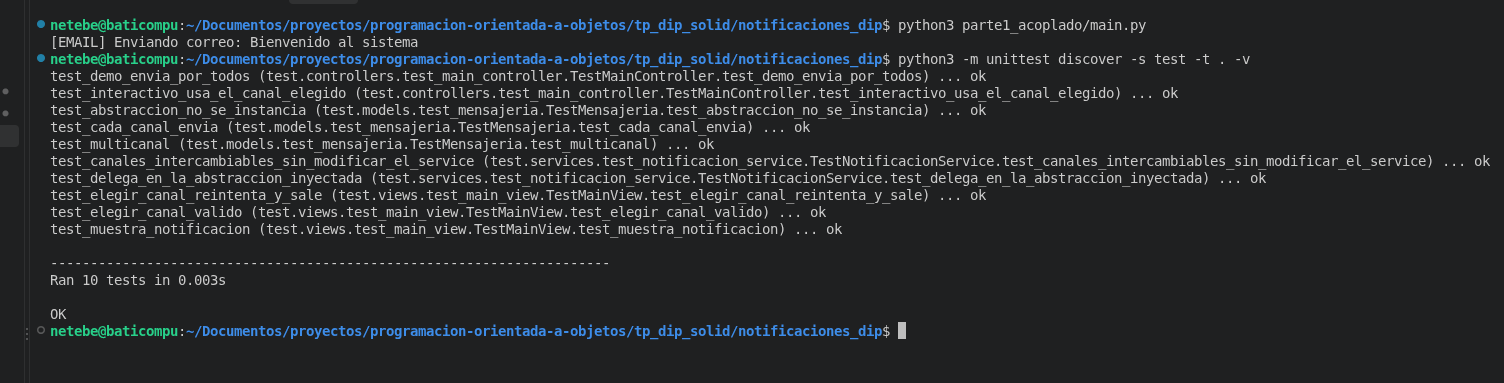 netebe@baticompu:~/Documentos/proyectos/programacion-orientada-a-objetos/tp_dip_solid/notificaciones_dip$ python3 parte1_acoplado/main.py
[EMAIL] Enviando correo: Bienvenido al sistema
netebe@baticompu:~/Documentos/proyectos/programacion-orientada-a-objetos/tp_dip_solid/notificaciones_dip$ python3 -m unittest discover -s test -t . -v
test_demo_envia_por_todos (test.controllers.test_main_controller.TestMainController.test_demo_envia_por_todos) ... ok
test_interactivo_usa_el_canal_elegido (test.controllers.test_main_controller.TestMainController.test_interactivo_usa_el_canal_elegido) ... ok
test_abstraccion_no_se_instancia (test.models.test_mensajeria.TestMensajeria.test_abstraccion_no_se_instancia) ... ok
test_cada_canal_envia (test.models.test_mensajeria.TestMensajeria.test_cada_canal_envia) ... ok
test_multicanal (test.models.test_mensajeria.TestMensajeria.test_multicanal) ... ok
test_canales_intercambiables_sin_modificar_el_service (test.services.test_notificacion_service.TestNotificacionService.test_canales_intercambiables_sin_modificar_el_service) ... ok
test_delega_en_la_abstraccion_inyectada (test.services.test_notificacion_service.TestNotificacionService.test_delega_en_la_abstraccion_inyectada) ... ok
test_elegir_canal_reintenta_y_sale (test.views.test_main_view.TestMainView.test_elegir_canal_reintenta_y_sale) ... ok
test_elegir_canal_valido (test.views.test_main_view.TestMainView.test_elegir_canal_valido) ... ok
test_muestra_notificacion (test.views.test_main_view.TestMainView.test_muestra_notificacion) ... ok
----------------------------------------------------------------------
Ran 10 tests in 0.003s
OK
netebe@baticompu:~/Documentos/proyectos/programacion-orientada-a-objetos/tp_dip_solid/notificaciones_dip$